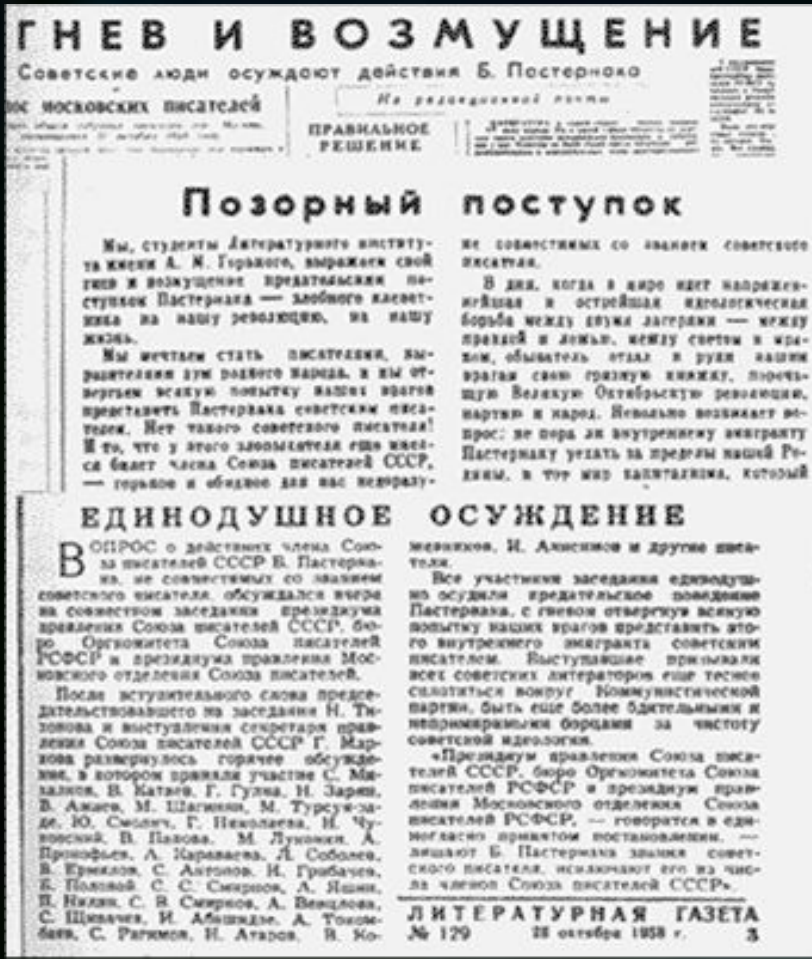 ГНЕВ И ВОЗМУЩЕНИЕ
Советские люди осуждают действия Б. Пастернака
ос московских писателей
Из редакционной почты
ПРАВИЛЬНОЕ
РЕШЕНИЕ
Позорный поступок
Мы, студенты Литературного институ-
та имени А. М. Горького, выражаем свой
гнев и возмущение предательским по-
ступком Пастернака — злобного клевет-
ника на нашу революцию, на нашу
жизнь.
Мы мечтаем стать писателями, вы-
разителями дум родного народа, и мы от-
вергаем всякую попытку наших врагов
представить Пастернака советским писа-
телем. Нет такого советского писателя!
И то, что у этого злопыхателя еще имел-
ся билет члена Союза писателей СССР,
— горькое и обидное для нас недоразу-
не совместимых со званием советского
писателя.
В дни, когда в мире идет напряжен-
нейшая и острейшая идеологическая
борьба между двумя лагерями — между
правдой и ложью, между светом и мра-
ком, обыватель отдал в руки нашим
врагам свою грязную книжку, пороча-
щую Великую Октябрьскую революцию,
партию и народ. Невольно возникает во-
прос: не пора ли внутреннему эмигранту
Пастернаку уехать за пределы нашей Ро-
дины, в тот мир капитализма, который
ЕДИНОДУШНОЕ ОСУЖДЕНИЕ
ВОПРОС о действиях члена Сою-
за писателей СССР Б. Пастерна-
ка, не совместимых со званием
советского писателя, обсуждался вчера
на совместном заседании президиума
правления Союза писателей СССР, бю-
ро Оргкомитета Союза писателей
РСФСР и президиума правления Мос-
ковского отделения Союза писателей.
После вступительного слова предсе-
дательствовавшего на заседании Н. Ти-
хонова и выступления секретаря прав-
ления Союза писателей СССР Г. Мар-
кова развернулось горячее обсужде-
ние, в котором приняли участие С. Ми-
халков, В. Катаев, Г. Гулиа, Н. Зарян,
В. Ажаев, М. Шагинян, М. Турсун-за-
де, Ю. Смолич, Г. Николаева, Н. Чу-
ковский, В. Панова, М. Луконин, А.
Прокофьев, А. Караваева, Л. Соболев,
В. Ермилов, С. Антонов, Н. Грибачев,
Б. Полевой, С. С. Смирнов, А. Яшин,
П. Нилин, С. В. Смирнов, А. Венцлова,
С. Щипачев, И. Абашидзе, А. Током-
баев, С. Рагимов, Н. Атаров, В. Ко-
жевников, И. Анисимов и другие писа-
тели.
Все участники заседания единодуш-
но осудили предательское поведение
Пастернака, с гневом отвергнув всякую
попытку наших врагов представить это-
го внутреннего эмигранта советским
писателем. Выступавшие призывали
всех советских литераторов еще теснее
сплотиться вокруг Коммунистической
партии, быть еще более бдительными и
непримиримыми борцами за чистоту
советской идеологии.
«Президиум правления Союза писа-
телей СССР, бюро Оргкомитета Союза
писателей РСФСР и президиум прав-
ления Московского отделения Союза
писателей РСФСР, — говорится в еди-
ногласно принятом постановлении, —
лишают Б. Пастернака звания совет-
ского писателя, исключают его из чис-
ла членов Союза писателей СССР».
ЛИТЕРАТУРНАЯ ГАЗЕТА
№ 129 28 октября 1958 г. 3